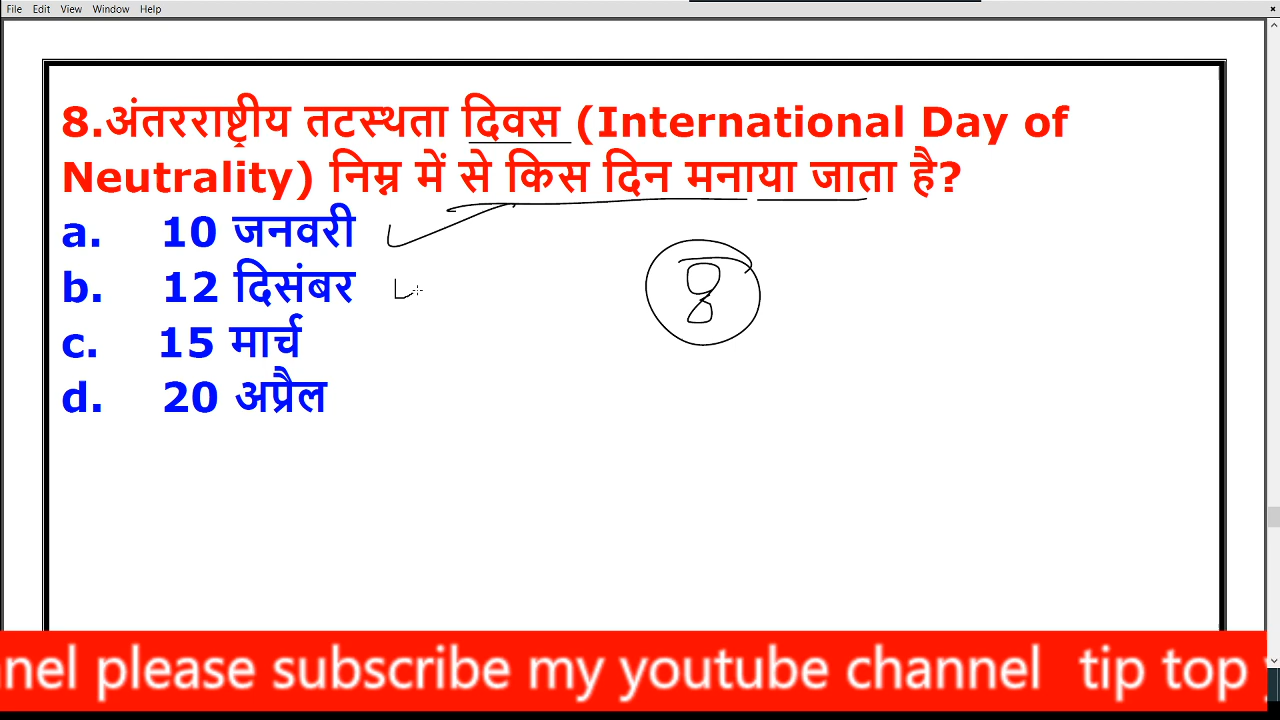 File Edit View Window Help
8.अंतरराष्ट्रीय तटस्थता दिवस (International Day of
Neutrality) निम्न में से किस दिन मनाया जाता है?
a. 10 जनवरी
b. 12 दिसंबर
8
c. 15 मार्च
d. 20 अप्रैल
nnel please subscribe my youtube channel tip top